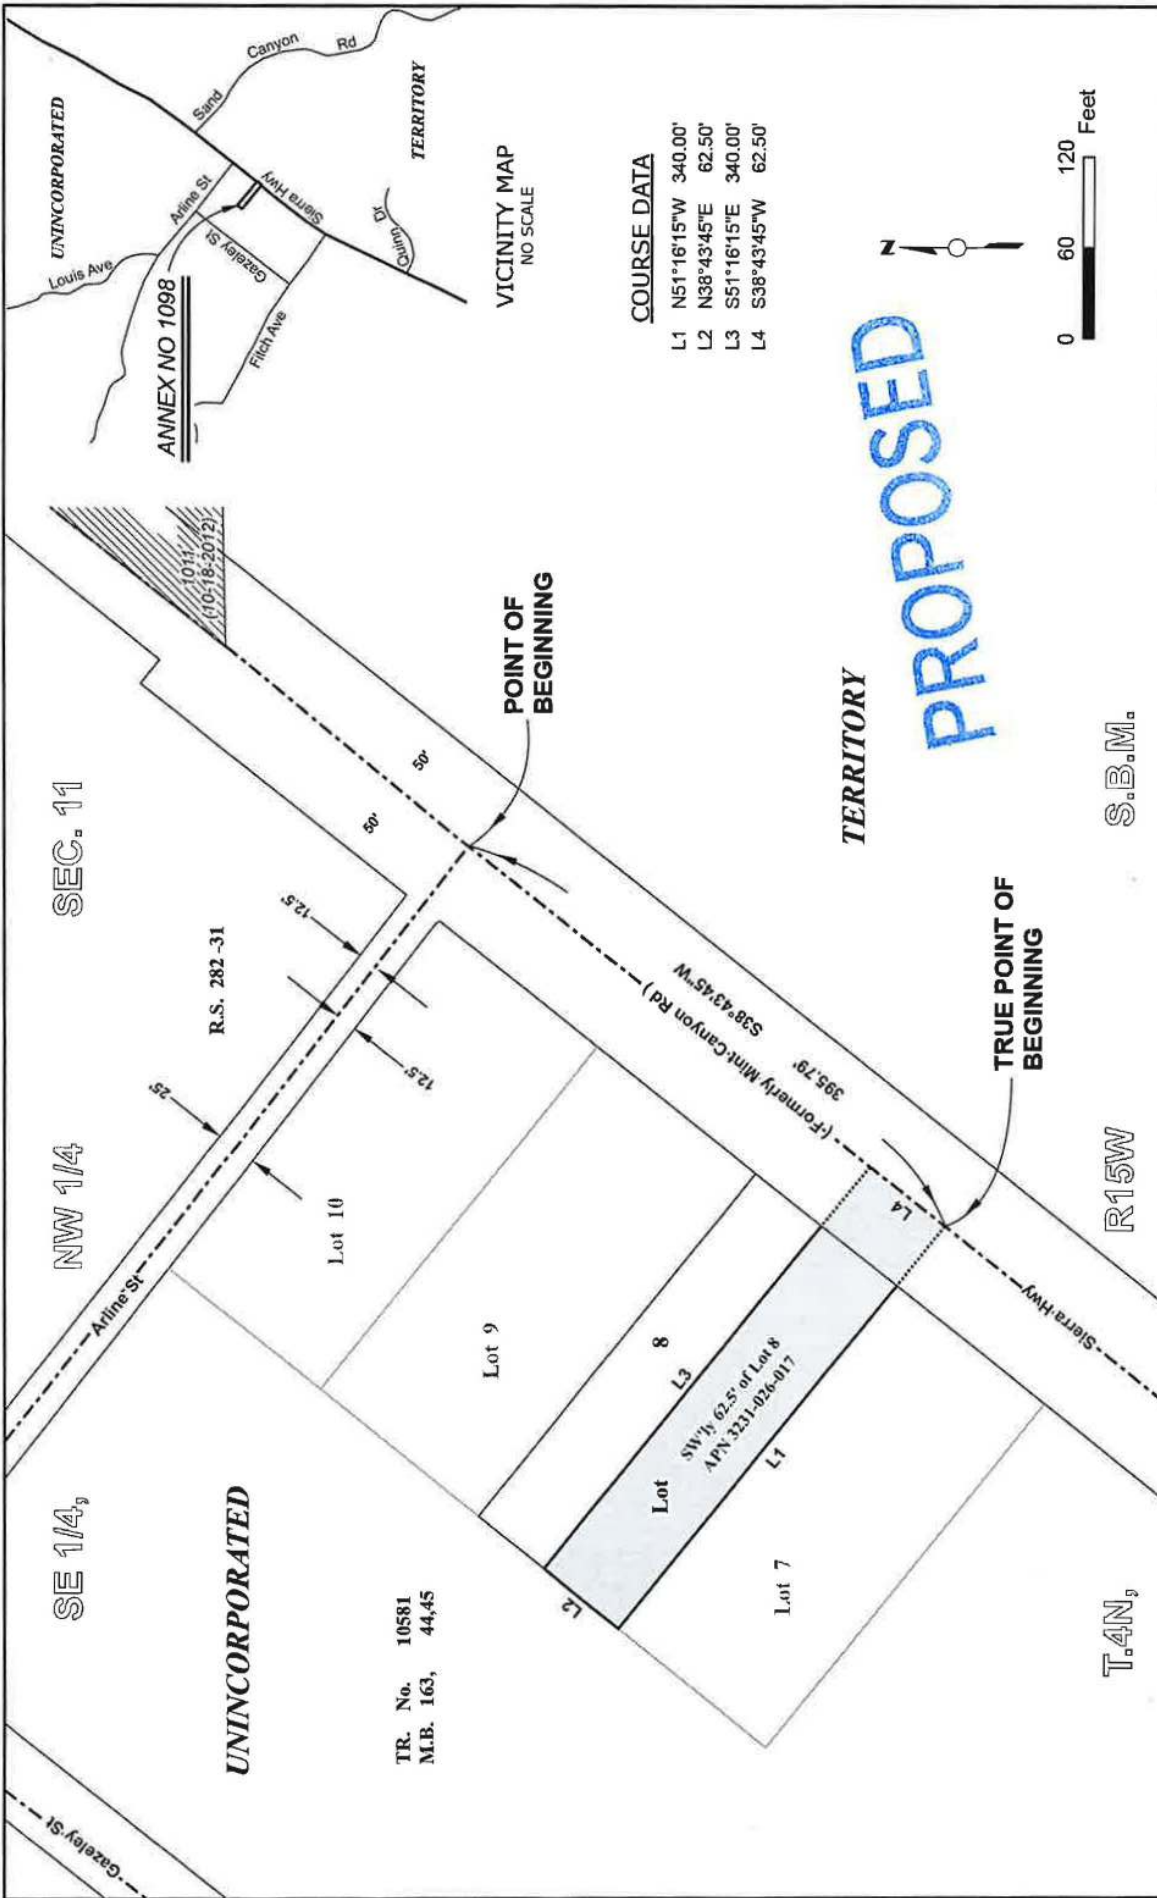 SE 1/4, NW 1/4 SEC. 11
UNINCORPORATED
TR. No. 10581
M.B. 163, 44,45
Gazeley St
Arline St
25'
R.S. 282-31
12.5'
12.5'
50'
50'
1011
(10-18-2012)
Lot 10
Lot 9
Lot 8
SW'ly 62.5' of Lot 8
APN 3231-026-017
L1
L2
L3
L4
Lot 7
POINT OF
BEGINNING
S38°43'45"W
395.79'
(Formerly Mint Canyon Rd)
Sierra Hwy
TRUE POINT OF
BEGINNING
TERRITORY
T.4N, R15W S.B.M.
PROPOSED
UNINCORPORATED
Louis Ave
ANNEX NO 1098
Arline St
Gazeley St
Fitch Ave
Sierra Hwy
Sand Canyon Rd
Quinn Dr
TERRITORY
VICINITY MAP
NO SCALE
COURSE DATA
L1 N51°16'15"W 340.00'
L2 N38°43'45"E 62.50'
L3 S51°16'15"E 340.00'
L4 S38°43'45"W 62.50'
N
0 60 120
Feet